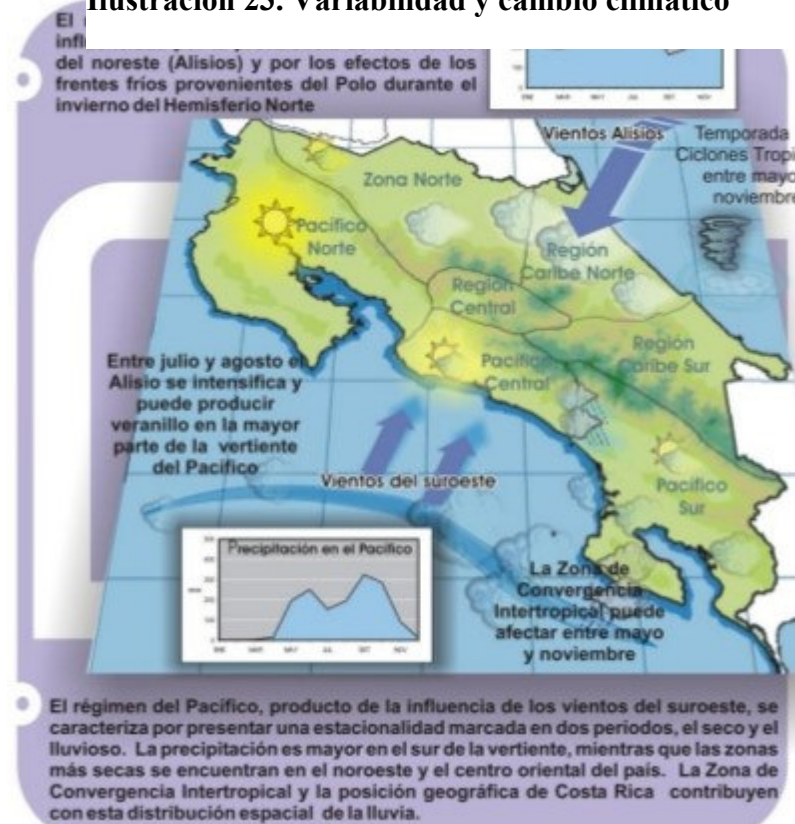 Ilustración 25. Variabilidad y cambio climático
El
del noreste (Alisios) y por los efectos de los
frentes fríos provenientes del Polo durante el
invierno del Hemisferio Norte
Vientos Alisios
Temporada
Ciclones
entre mayo
noviembre
Zona Norte
Pacífico
Norte
Región
Caribe Norte
Región
Central
Región
Caribe Sur
Pacífico
Central
Entre julio y agosto el
Alisio se intensifica y
puede producir
veranillo en la mayor
parte de la vertiente
del Pacífico
Vientos del suroeste
Pacífico
Sur
Precipitación en el Pacífico
La Zona de
Convergencia
Intertropical puede
afectar entre mayo
y noviembre
El régimen del Pacífico, producto de la influencia de los vientos del suroeste, se
caracteriza por presentar una estacionalidad marcada en dos periodos, el seco y el
lluvioso. La precipitación es mayor en el sur de la vertiente, mientras que las zonas
más secas se encuentran en el noroeste y el centro oriental del país. La Zona de
Convergencia Intertropical y la posición geográfica de Costa Rica contribuyen
con esta distribución espacial de la lluvia.